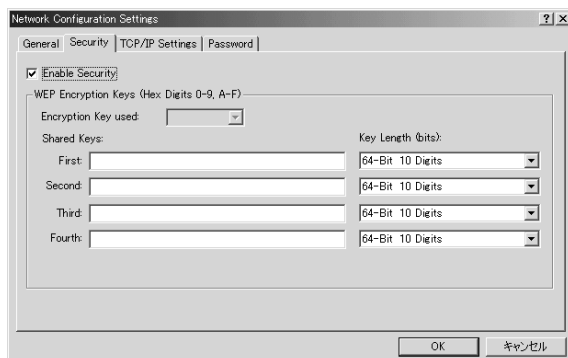 Network Configuration Settings
General Security TCP/IP Settings Password
Enable Security
WEP Encryption Keys (Hex Digits 0-9, A-F)
Encryption Key used:
Shared Keys: Key Length (bits):
First: 64-Bit 10 Digits
Second: 64-Bit 10 Digits
Third: 64-Bit 10 Digits
Fourth: 64-Bit 10 Digits
OK キャンセル